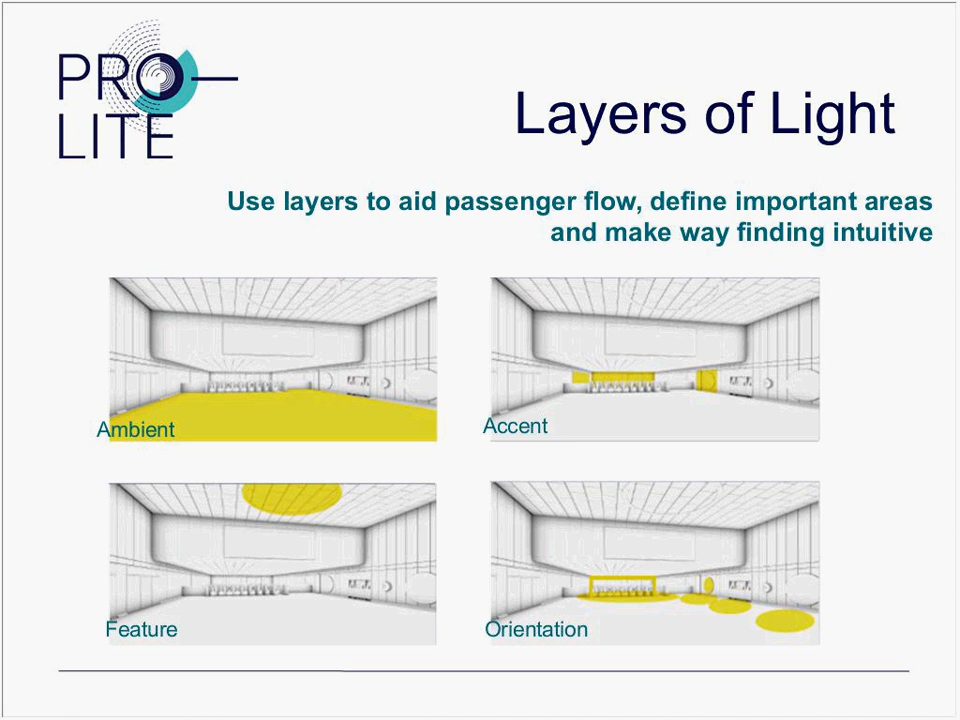 PRO
LITE
Layers of Light
Use layers to aid passenger flow, define important areas
and make way finding intuitive
Ambient
Accent
Feature
Orientation